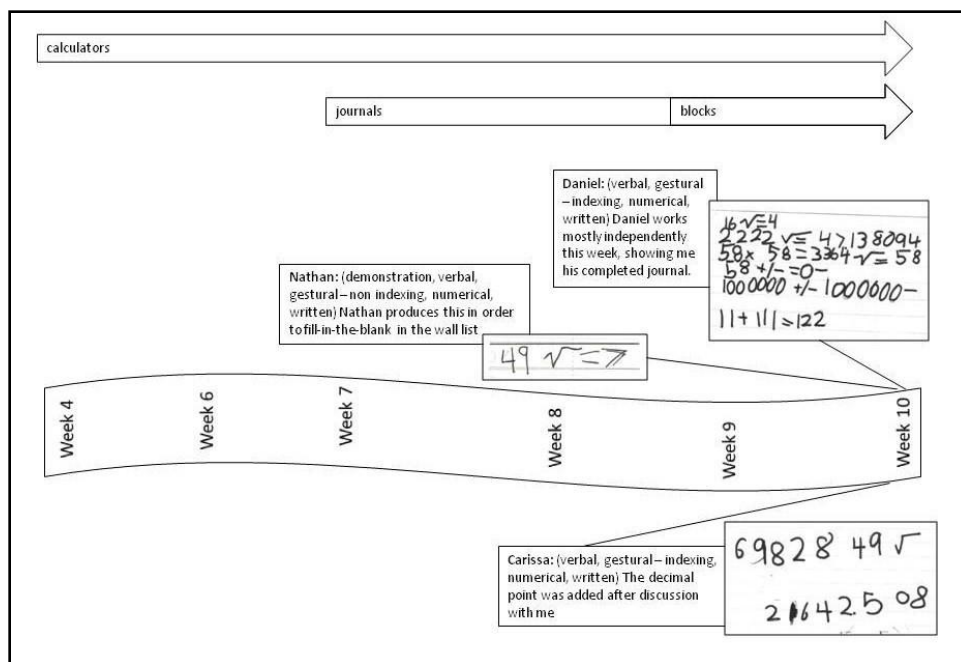 calculators
journals
blocks
Daniel: (verbal, gestural
– indexing, numerical,
written) Daniel works
mostly independently
this week, showing me
his completed journal.
16 √=4
2222 √= 47138094
58× 58=3364 √= 58
58 +/- =0-
1000000 +/- 1000000-
11+111=122
Nathan: (demonstration, verbal,
gestural – non indexing, numerical,
written) Nathan produces this in order
to fill-in-the-blank in the wall list
49 √=7
Week 4
Week 6
Week 7
Week 8
Week 9
Week 10
Carissa: (verbal, gestural – indexing,
numerical, written) The decimal
point was added after discussion
with me
69828 49 √
21642.5 08